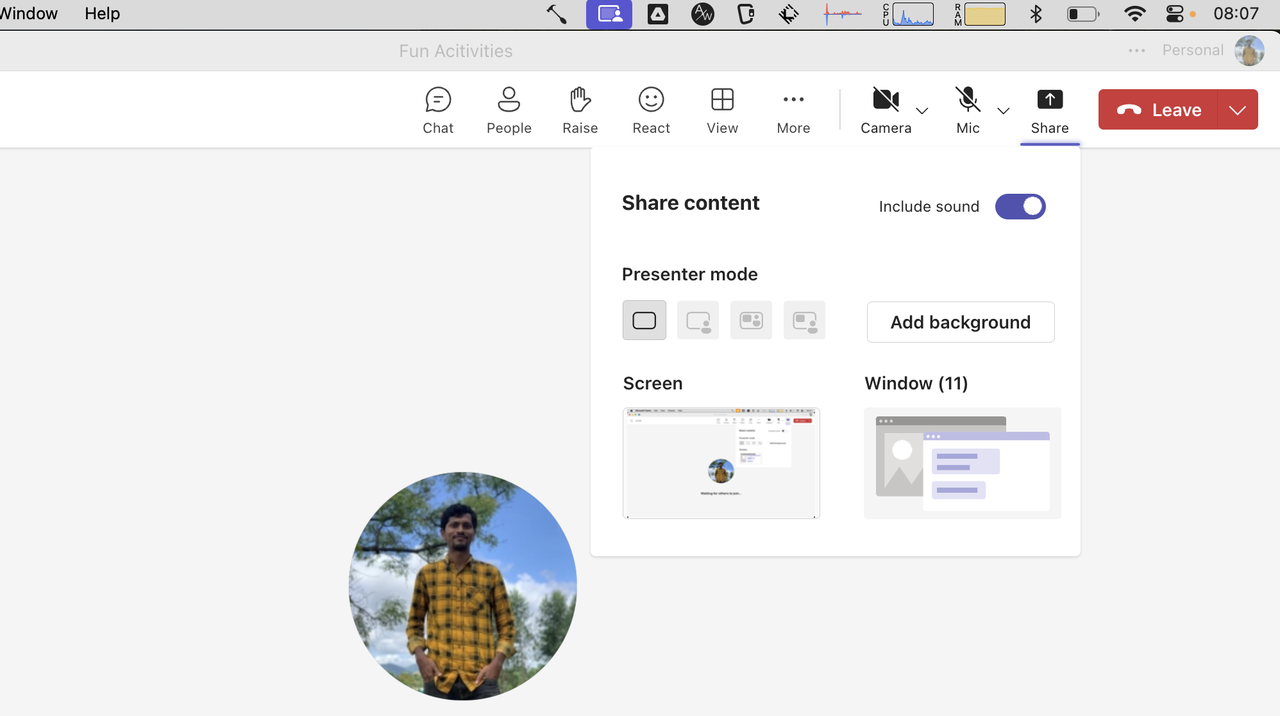 Window Help CPU RAM 08:07
Fun Acitivities ... Personal
Chat People Raise React View More Camera Mic Share Leave
Share content Include sound
Presenter mode
Add background
Screen Window (11)
Waiting for others to join...